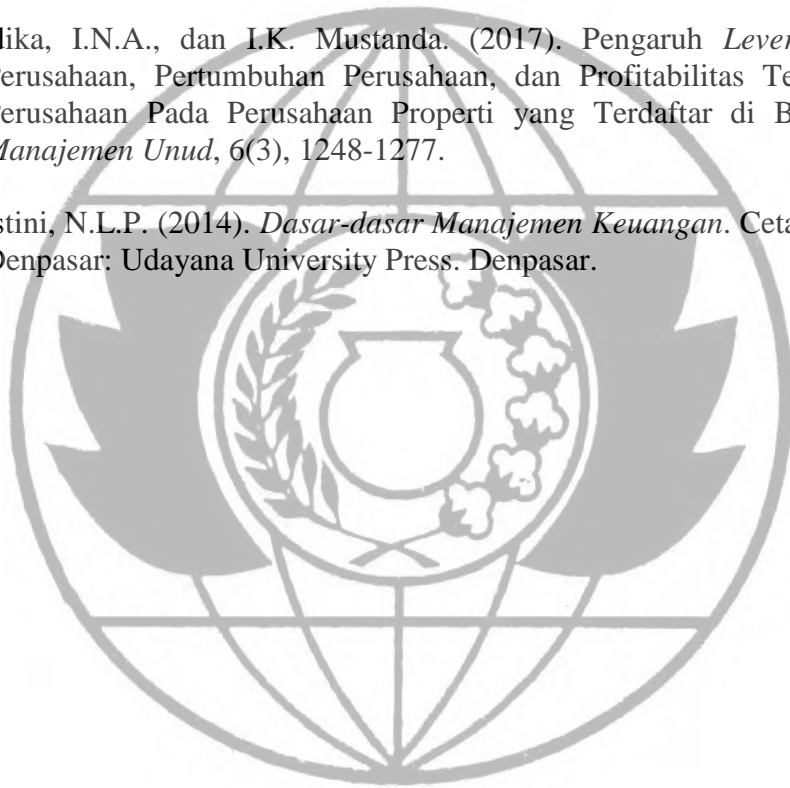 dika, I.N.A., dan I.K. Mustanda. (2017). Pengaruh Lever
Perusahaan, Pertumbuhan Perusahaan, dan Profitabilitas Te
Perusahaan Pada Perusahaan Properti yang Terdaftar di B
Manajemen Unud, 6(3), 1248-1277.
stini, N.L.P. (2014). Dasar-dasar Manajemen Keuangan. Ceta
Denpasar: Udayana University Press. Denpasar.